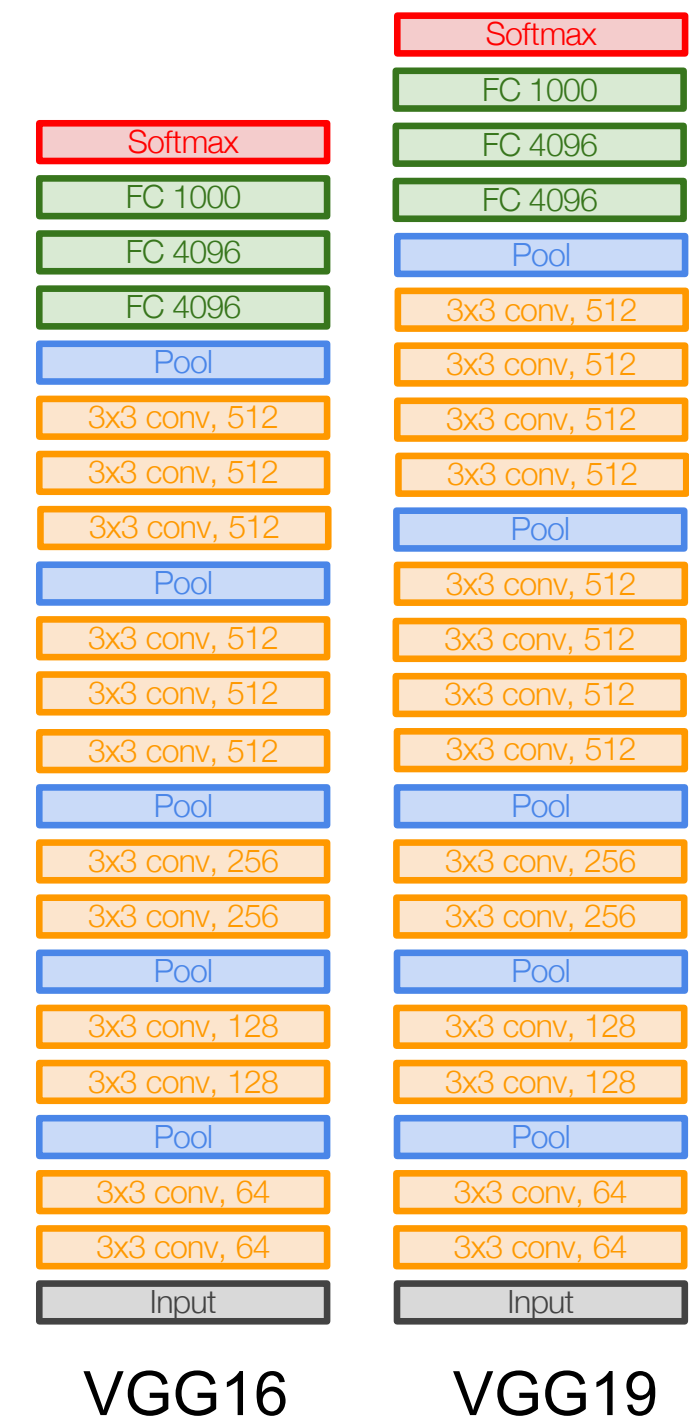 Softmax
FC 1000
FC 4096
FC 4096
Pool
3x3 conv, 512
3x3 conv, 512
3x3 conv, 512
Pool
3x3 conv, 512
3x3 conv, 512
3x3 conv, 512
Pool
3x3 conv, 256
3x3 conv, 256
Pool
3x3 conv, 128
3x3 conv, 128
Pool
3x3 conv, 64
3x3 conv, 64
Input
VGG16
Softmax
FC 1000
FC 4096
FC 4096
Pool
3x3 conv, 512
3x3 conv, 512
3x3 conv, 512
3x3 conv, 512
Pool
3x3 conv, 512
3x3 conv, 512
3x3 conv, 512
3x3 conv, 512
Pool
3x3 conv, 256
3x3 conv, 256
Pool
3x3 conv, 128
3x3 conv, 128
Pool
3x3 conv, 64
3x3 conv, 64
Input
VGG19